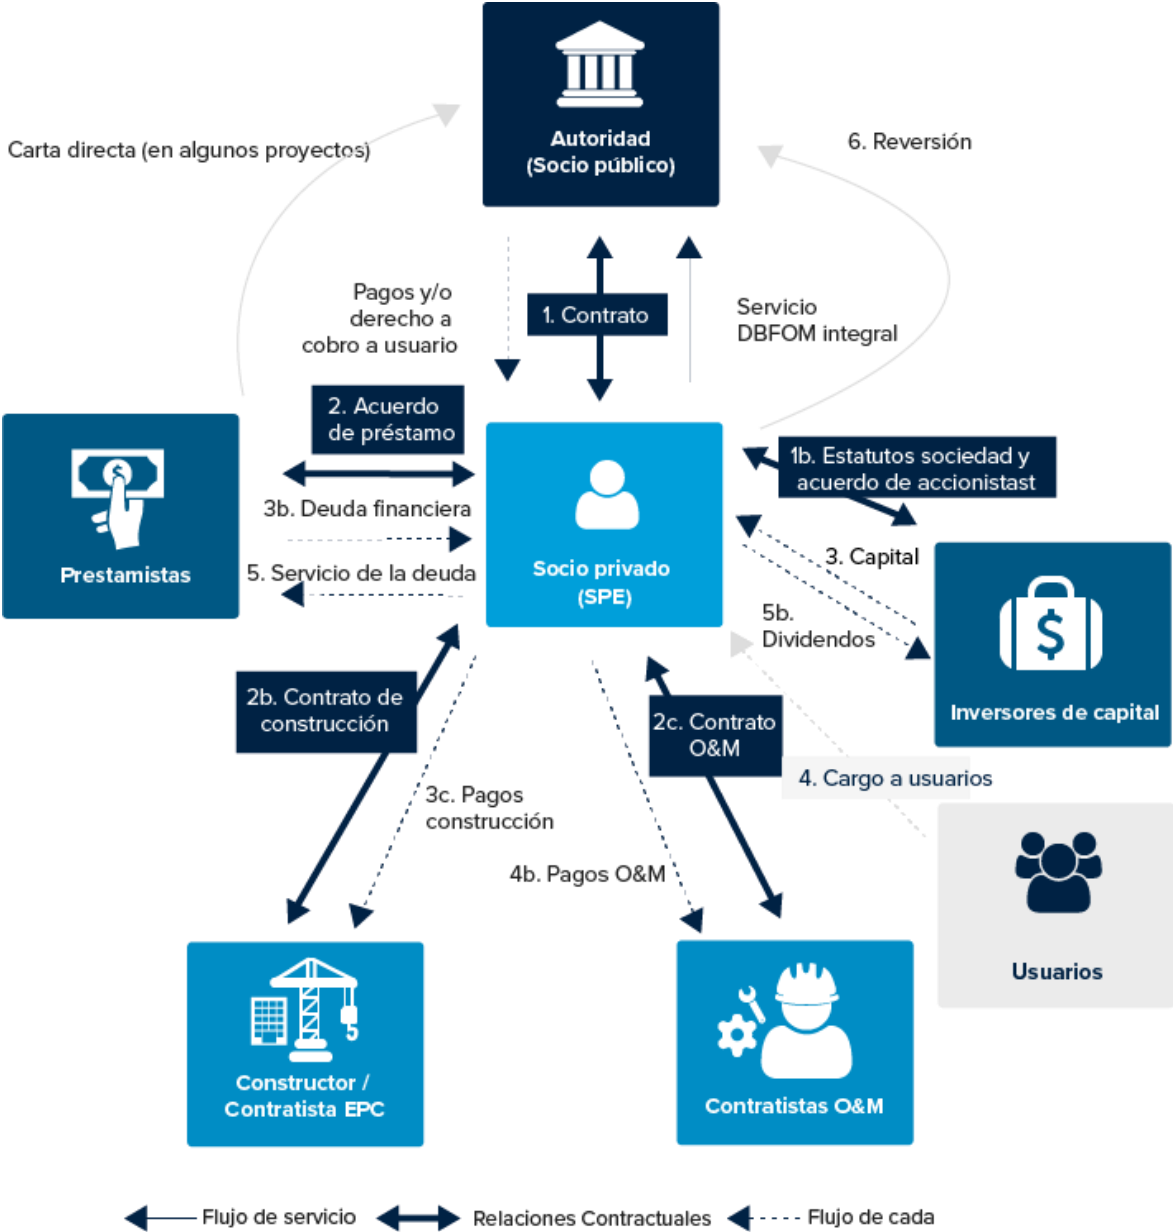 Autoridad
(Socio público)
Carta directa (en algunos proyectos)
6. Reversión
Pagos y/o
derecho a
cobro a usuario
1. Contrato
Servicio
DBFOM integral
2. Acuerdo
de préstamo
1b. Estatutos sociedad y
acuerdo de accionistast
3b. Deuda financiera
Prestamistas
5. Servicio de la deuda
Socio privado
(SPE)
3. Capital
5b.
Dividendos
Inversores de capital
2b. Contrato de
construcción
2c. Contrato
O&M
4. Cargo a usuarios
3c. Pagos
construcción
4b. Pagos O&M
Usuarios
Constructor /
Contratista EPC
Contratistas O&M
Flujo de servicio
Relaciones Contractuales
Flujo de cada